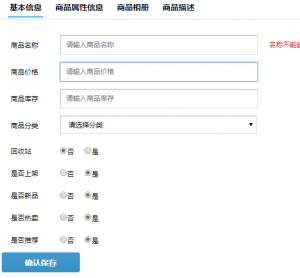 基本信息 商品属性信息 商品相册 商品描述
商品名称 请输入商品名称 名称不能
商品价格 请输入商品价格
商品库存 请输入商品库存
商品分类 请选择分类
回收站 否 是
是否上架 否 是
是否新品 否 是
是否热卖 否 是
是否推荐 否 是
确认保存